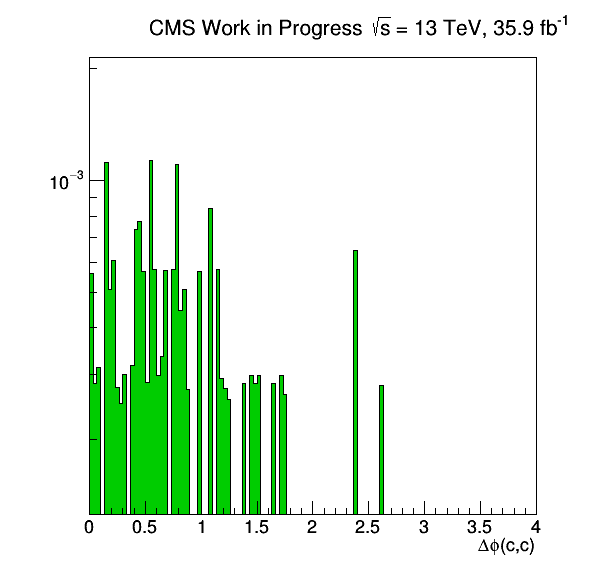 CMS Work in Progress √s = 13 TeV, 35.9 fb⁻¹
10⁻³
0 0.5 1 1.5 2 2.5 3 3.5 4
Δϕ(c,c)